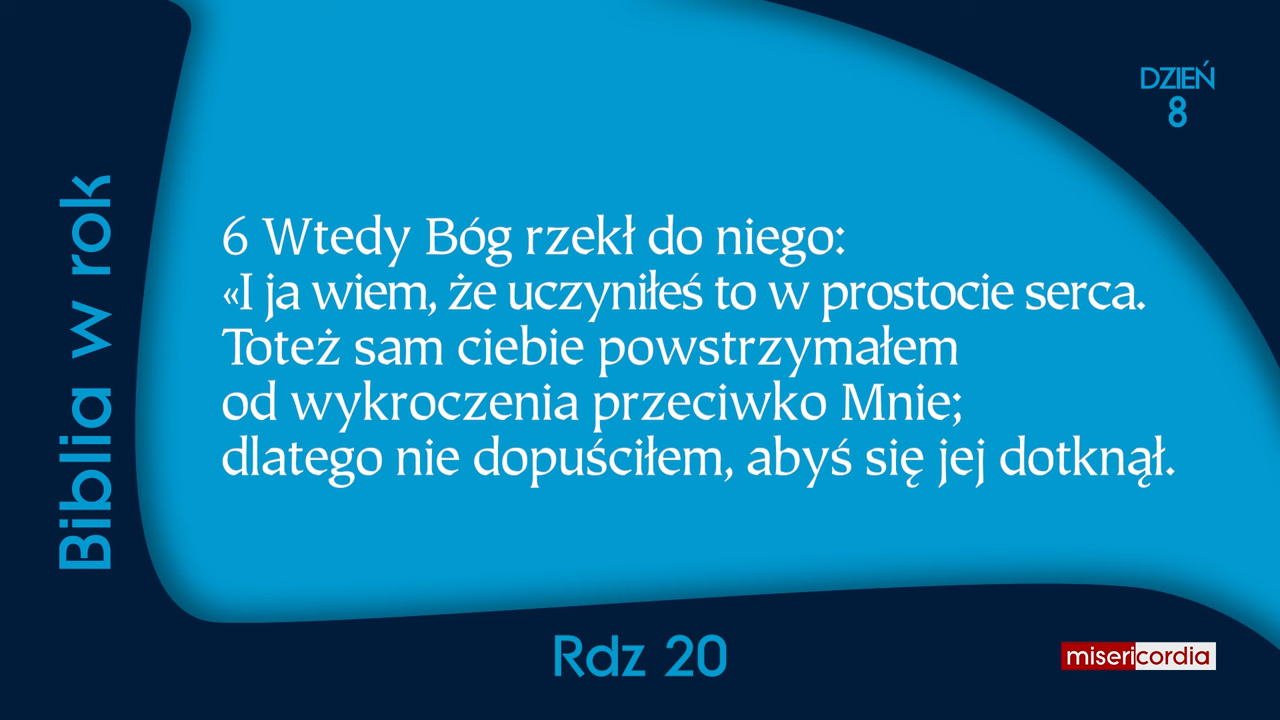 DZIEŃ
8
Biblia w rok
6 Wtedy Bóg rzekł do niego:
«I ja wiem, że uczyniłeś to w prostocie serca.
Toteż sam ciebie powstrzymałem
od wykroczenia przeciwko Mnie;
dlatego nie dopuściłem, abyś się jej dotknął.
Rdz 20
misericordia